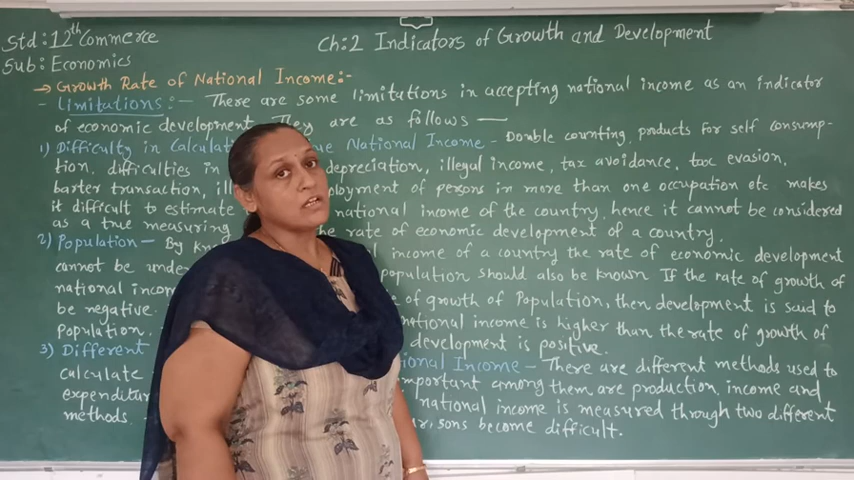 Std: 12th Commerce
Ch:2 Indicators of Growth and Development
Sub: Economics
→ Growth Rate of National Income:-
- Limitations:- There are some limitations in accepting national income as an indicator
of economic development. They are as follows —
1) Difficulty in National Income - Double counting, products for self consump-
tion, difficulties in depreciation, illegal income, tax avoidance, tax evasion,
barter transaction, of persons in more than one occupation etc makes
it difficult to estimate national income of the country, hence it cannot be considered
as a true measuring the rate of economic development of a country.
2) Population - By income of a country the rate of economic development
cannot be population should also be known If the rate of growth of
national of growth of Population, then development is said to
be negative. national income is higher than the rate of growth of
Population. development is positive.
3) Different Income - There are different methods used to
calculate important among them are production, income and
national income is measured through two different
methods. become difficult.